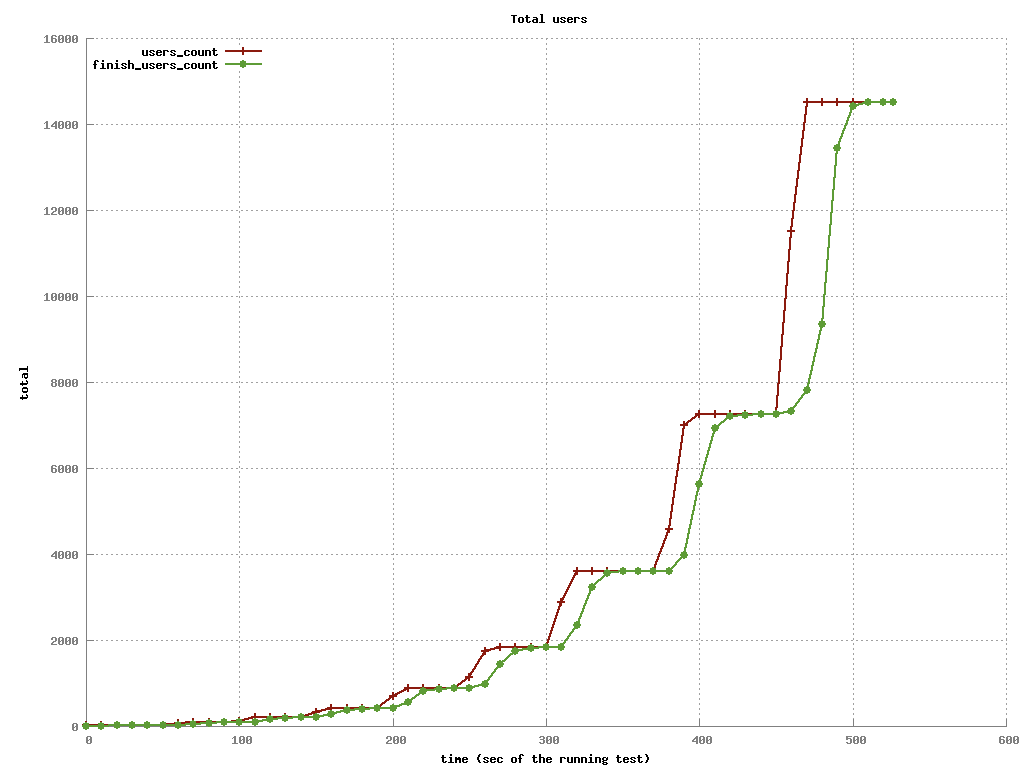 Total users
users_count
finish_users_count
16000
14000
12000
10000
8000
6000
4000
2000
0
total
0 100 200 300 400 500 600
time (sec of the running test)